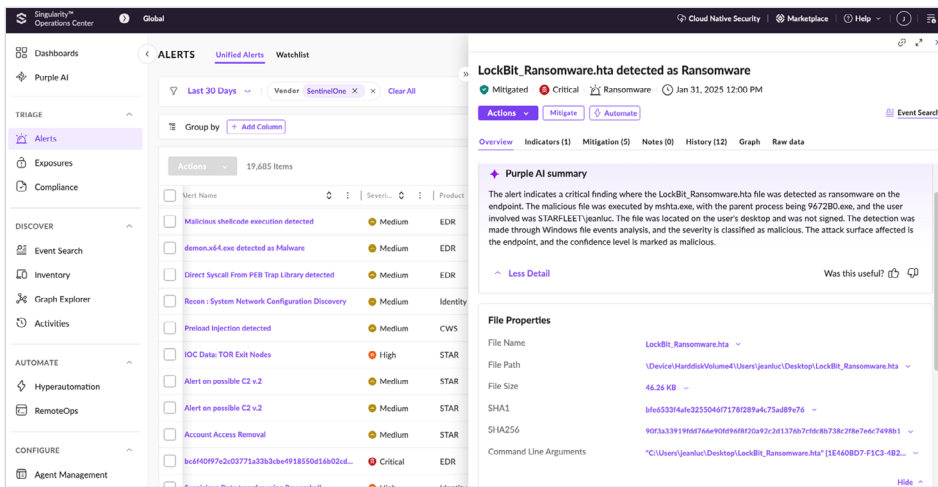 Singularity™
Operations Center
Global
Cloud Native Security
Marketplace
Help
J
Dashboards
Purple AI
TRIAGE
Alerts
Exposures
Compliance
DISCOVER
Event Search
Inventory
Graph Explorer
Activities
AUTOMATE
Hyperautomation
RemoteOps
CONFIGURE
Agent Management
ALERTS
Unified Alerts
Watchlist
Last 30 Days
Vendor SentinelOne
Clear All
Group by
+ Add Column
Actions
19,685 Items
Alert Name Severi... Product
Malicious shellcode execution detected Medium EDR
demon.x64.exe detected as Malware Medium EDR
Direct Syscall From PEB Trap Library detected Medium EDR
Recon : System Network Configuration Discovery Medium Identity
Preload Injection detected Medium CWS
IOC Data: TOR Exit Nodes High STAR
Alert on possible C2 v.2 Medium STAR
Alert on possible C2 v.2 Medium STAR
Account Access Removal Medium STAR
bc6f40f97e2c03771a33b3cbe4918550d16b02cd... Critical EDR
LockBit_Ransomware.hta detected as Ransomware
Mitigated Critical Ransomware Jan 31, 2025 12:00 PM
Actions
Mitigate
Automate
Event Search
Overview Indicators (1) Mitigation (5) Notes (0) History (12) Graph Raw data
Purple AI summary
The alert indicates a critical finding where the LockBit_Ransomware.hta file was detected as ransomware on the
endpoint. The malicious file was executed by mshta.exe, with the parent process being 9672B0.exe, and the user
involved was STARFLEET\jeanluc. The file was located on the user's desktop and was not signed. The detection was
made through Windows file events analysis, and the severity is classified as malicious. The attack surface affected is
the endpoint, and the confidence level is marked as malicious.
Less Detail
Was this useful?
File Properties
File Name LockBit_Ransomware.hta
File Path \Device\HarddiskVolume4\Users\jeanluc\Desktop\LockBit_Ransomware.hta
File Size 46.26 KB
SHA1 bfe6533f4afe3255046f7178f289a4c75ad89e76
SHA256 90f3a33919fdd766e90fd96f8f20a92c2d1376b7cfdc8b738c2f8e7e6c7498b1
Command Line Arguments "C:\Users\jeanluc\Desktop\LockBit_Ransomware.hta" {1E460BD7-F1C3-4B2...
Hide